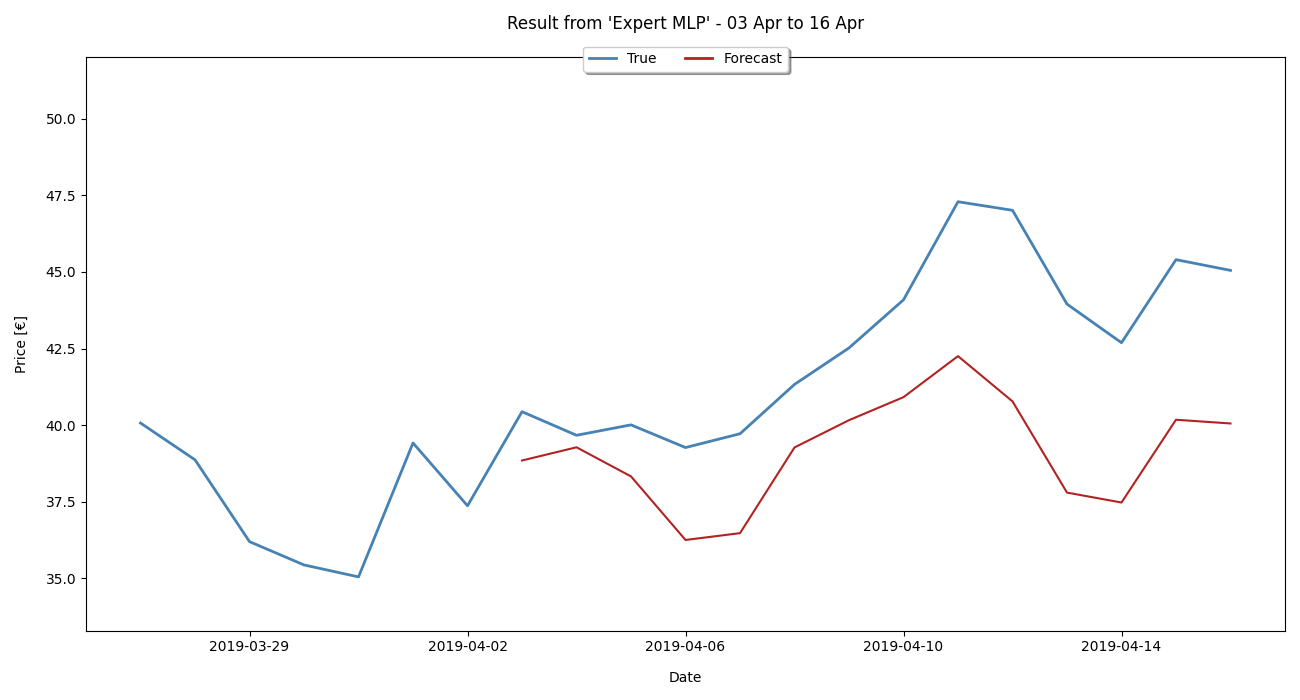 Result from 'Expert MLP' - 03 Apr to 16 Apr
True Forecast
50.0
47.5
45.0
42.5
40.0
37.5
35.0
Price [€]
2019-03-29 2019-04-02 2019-04-06 2019-04-10 2019-04-14
Date